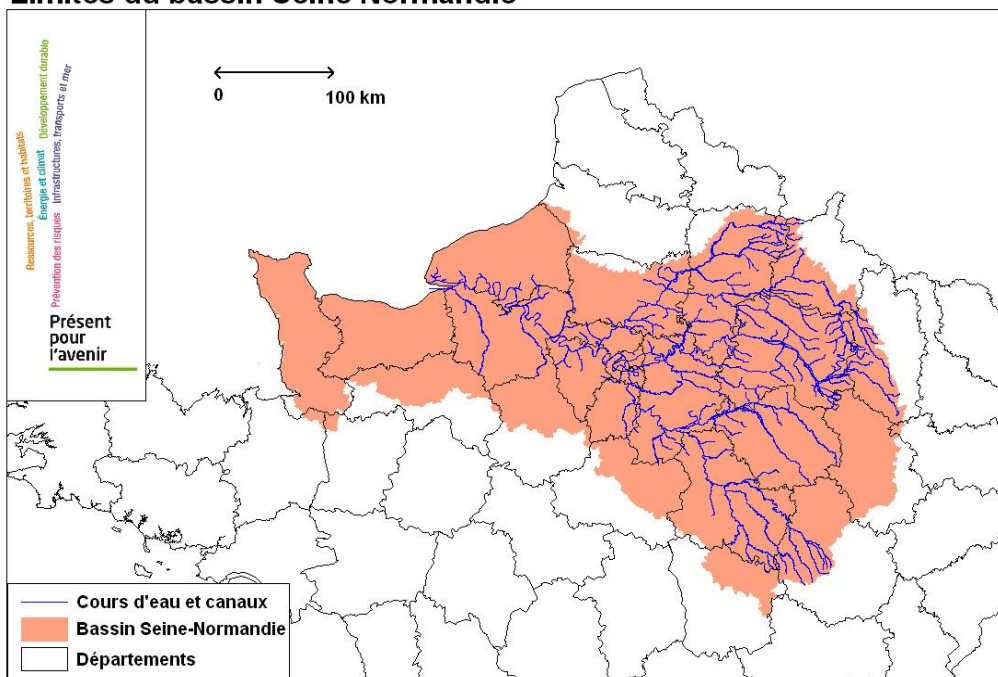 Limites du bassin Seine-Normandie
Ressources, territoires et habitats
Énergie et climat
Développement durable
Prévention des risques
Infrastructures, transports et mer
Présent
pour
l'avenir
0 100 km
Cours d'eau et canaux
Bassin Seine-Normandie
Départements